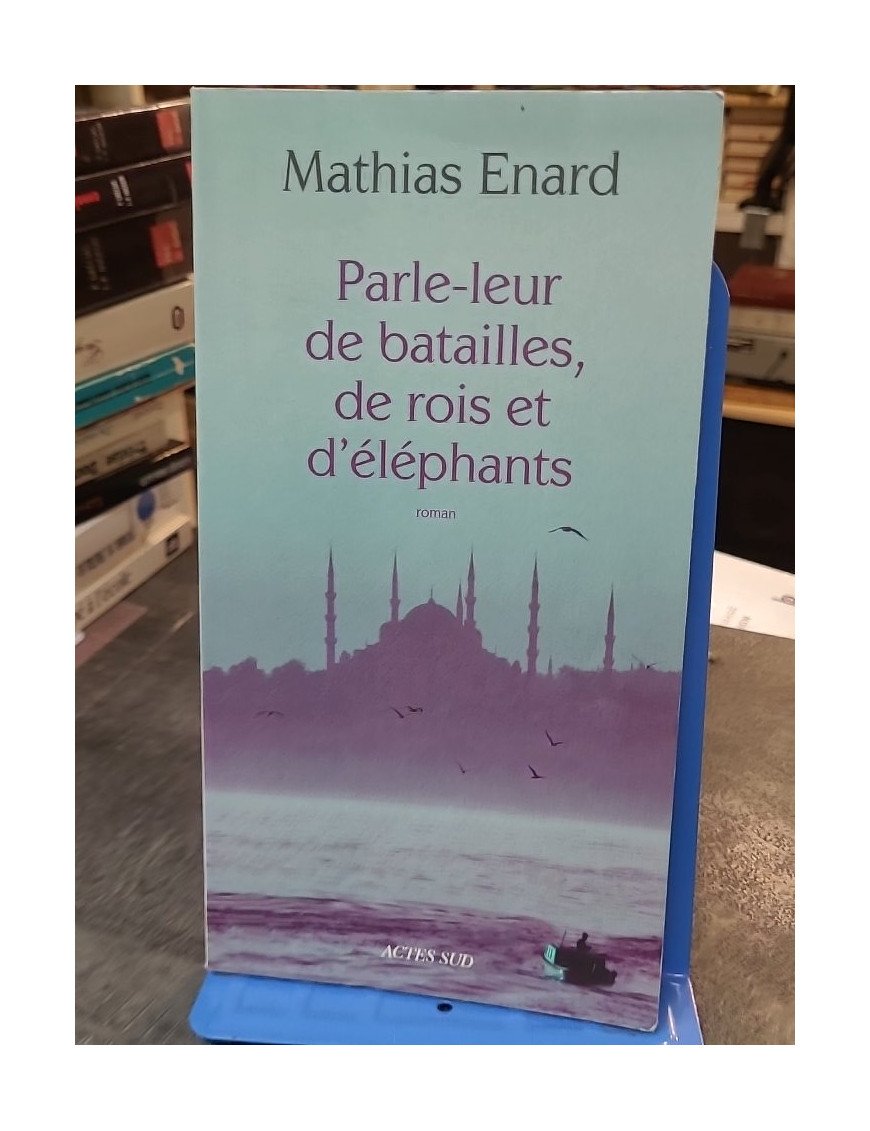 Mathias Enard
Parle-leur
de batailles,
de rois et
d'éléphants
roman
ACTES SUD